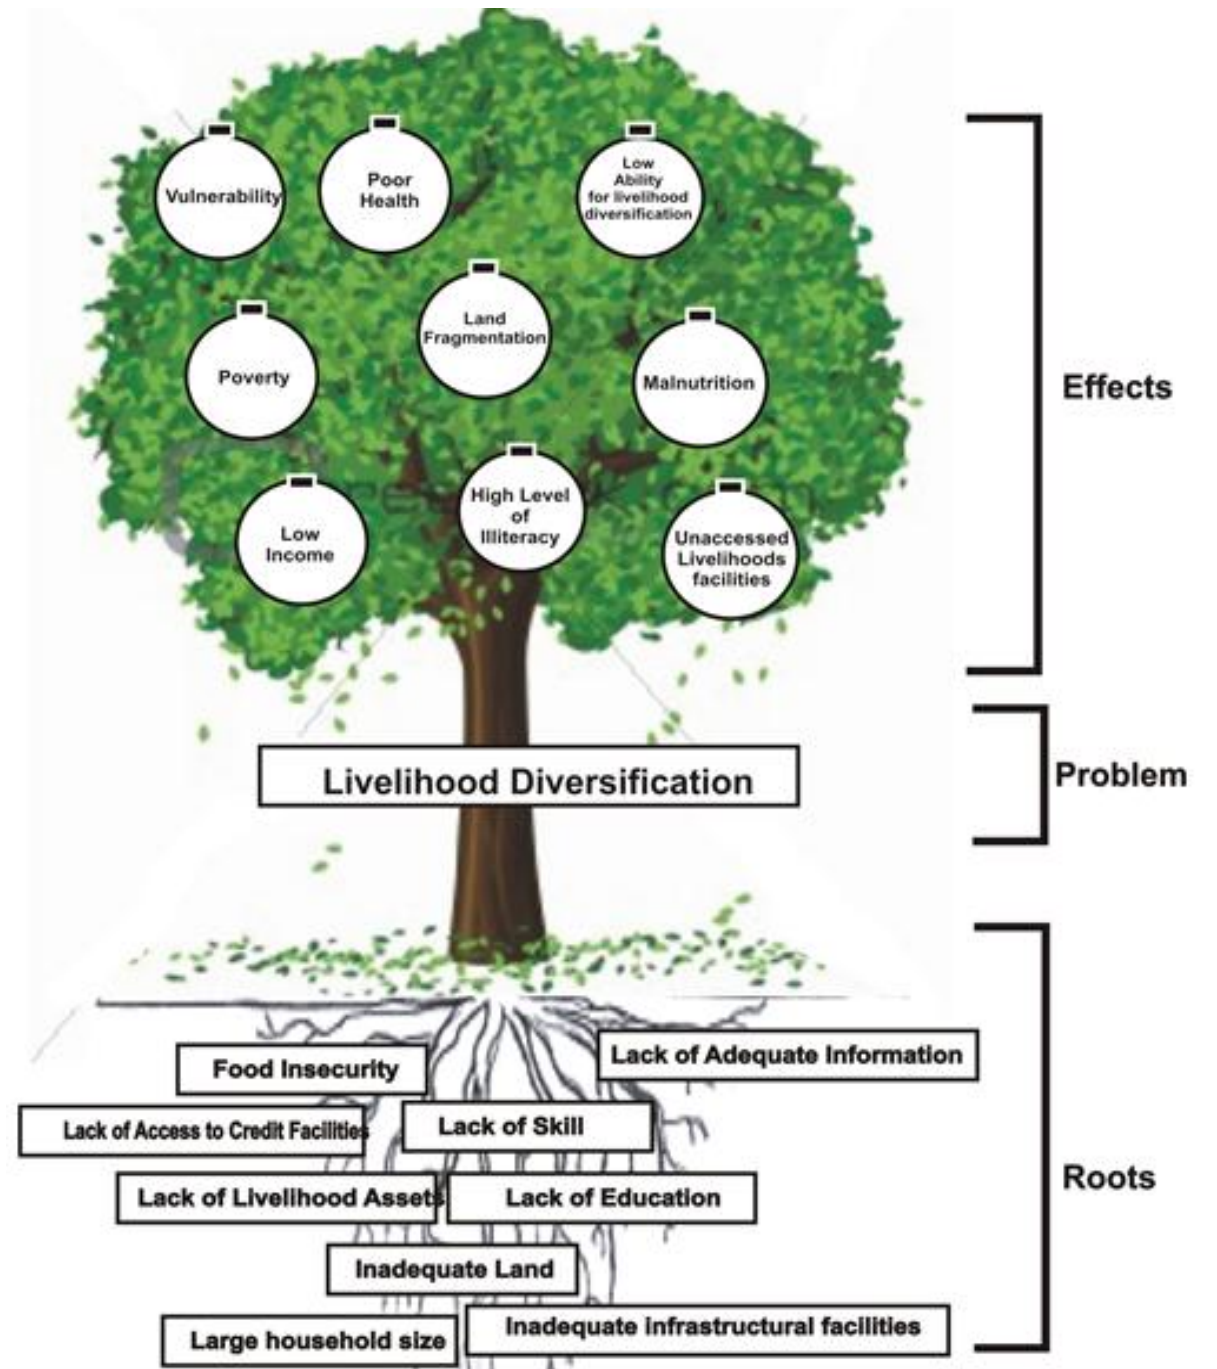 Vulnerability
Poor
Health
Low
Ability
for livelihood
diversification
Land
Fragmentation
Poverty
Malnutrition
Effects
Low
Income
High Level
of
Illiteracy
Unaccessed
Livelihoods
facilities
Livelihood Diversification
Problem
Food Insecurity
Lack of Adequate Information
Lack of Access to Credit Facilities
Lack of Skill
Lack of Livelihood Assets
Lack of Education
Roots
Inadequate Land
Large household size
Inadequate infrastructural facilities